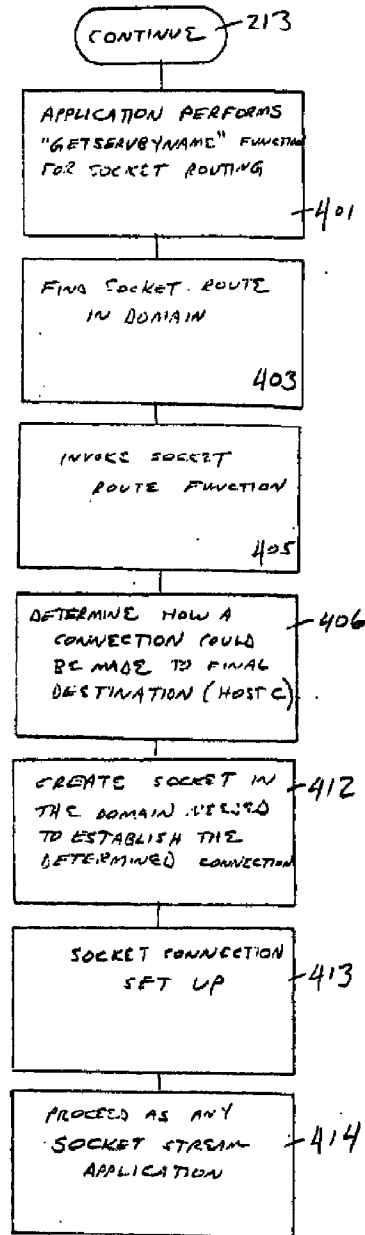 CONTINUE 213
APPLICATION PERFORMS
"GETSERVBYNAME" FUNCTION
FOR SOCKET ROUTING
401
FIND SOCKET ROUTE
IN DOMAIN
403
INVOKE SOCKET
ROUTE FUNCTION
405
DETERMINE HOW A 406
CONNECTION COULD
BE MADE TO FINAL
DESTINATION (HOST C)
CREATE SOCKET IN 412
THE DOMAIN
TO ESTABLISH THE
DETERMINED CONNECTION
SOCKET CONNECTION
SET UP 413
PROCEED AS ANY
SOCKET STREAM 414
APPLICATION